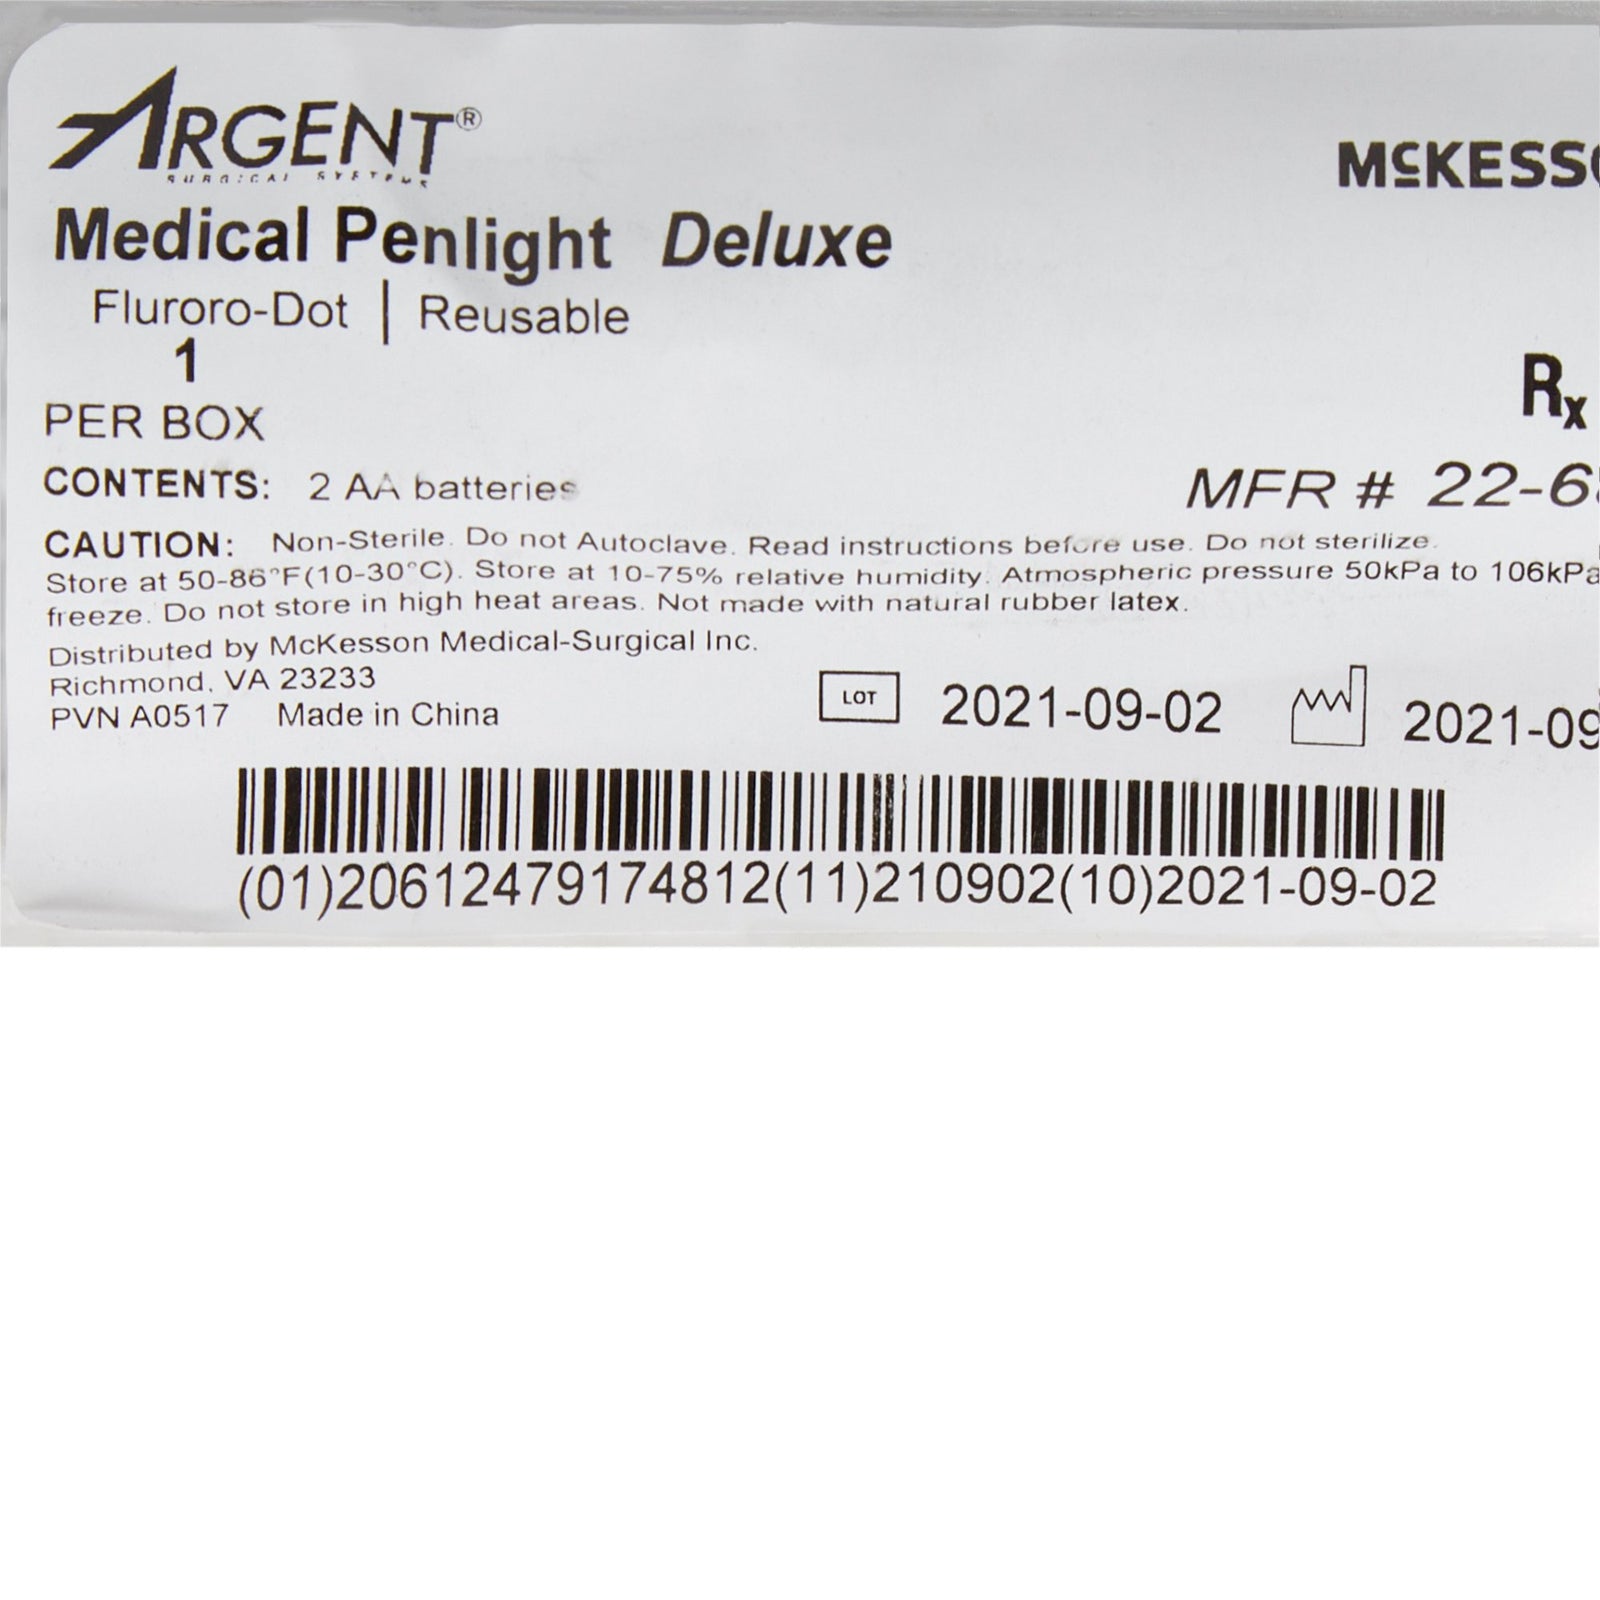 ARGENT®
SURGICAL SYSTEMS
McKESSO
Medical Penlight Deluxe
Fluroro-Dot | Reusable
1
PER BOX
Rx
CONTENTS: 2 AA batteries
MFR # 22-6
CAUTION: Non-Sterile. Do not Autoclave. Read instructions before use. Do not sterilize.
Store at 50-86°F(10-30°C). Store at 10-75% relative humidity. Atmospheric pressure 50kPa to 106kPa
freeze. Do not store in high heat areas. Not made with natural rubber latex.
Distributed by McKesson Medical-Surgical Inc.
Richmond, VA 23233
PVN A0517 Made in China
LOT 2021-09-02 2021-09
(01)20612479174812(11)210902(10)2021-09-02